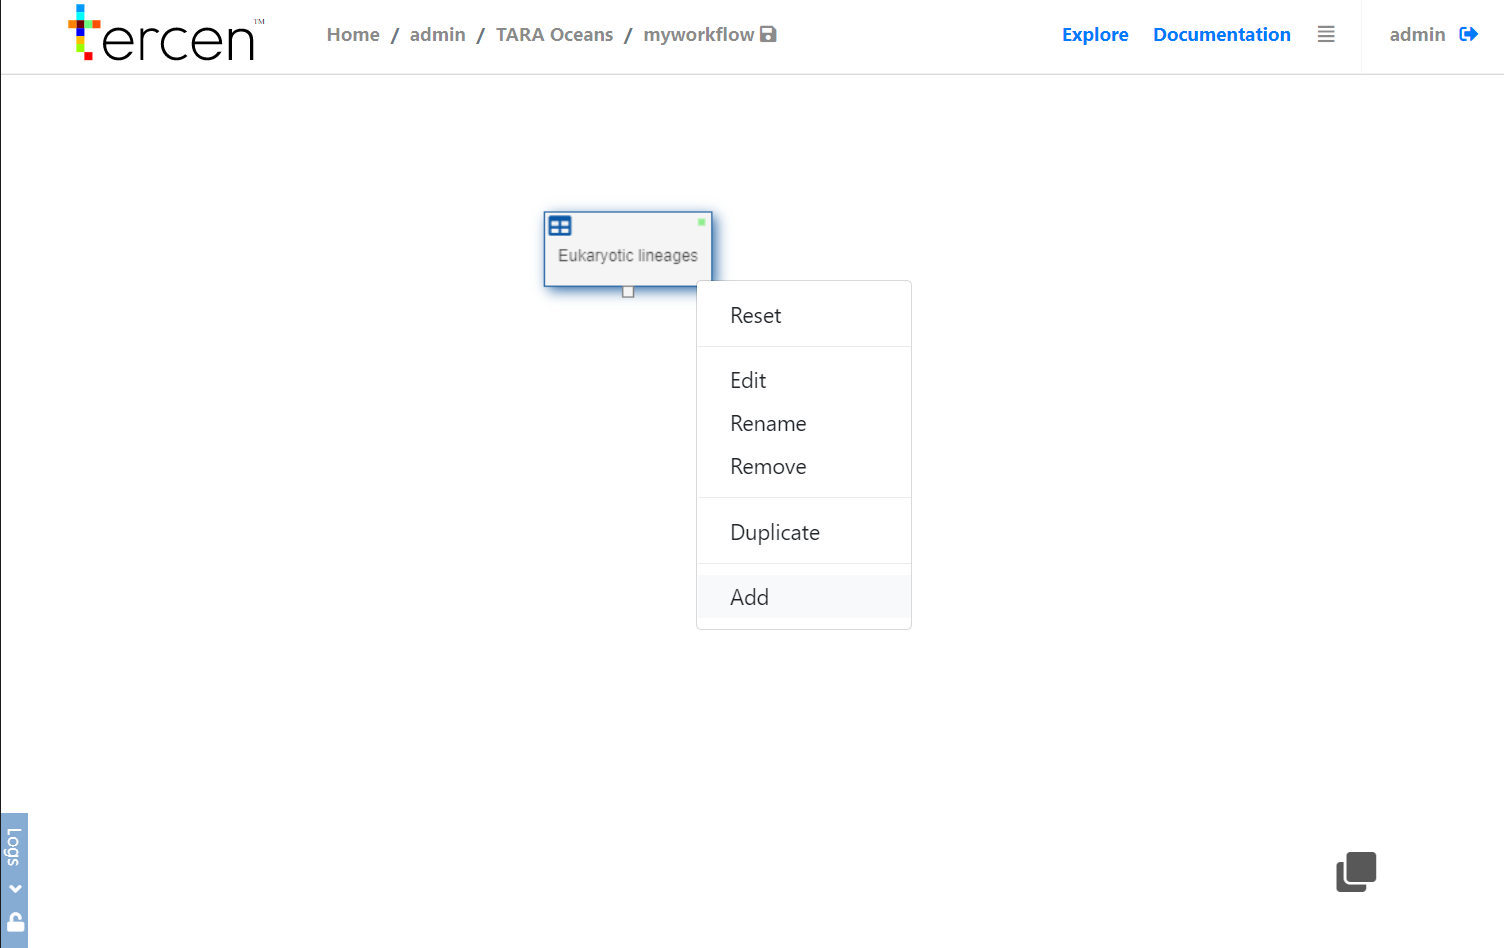 tercen™
Home / admin / TARA Oceans / myworkflow
Explore Documentation admin
Eukaryotic lineages
Reset
Edit
Rename
Remove
Duplicate
Add
Logs